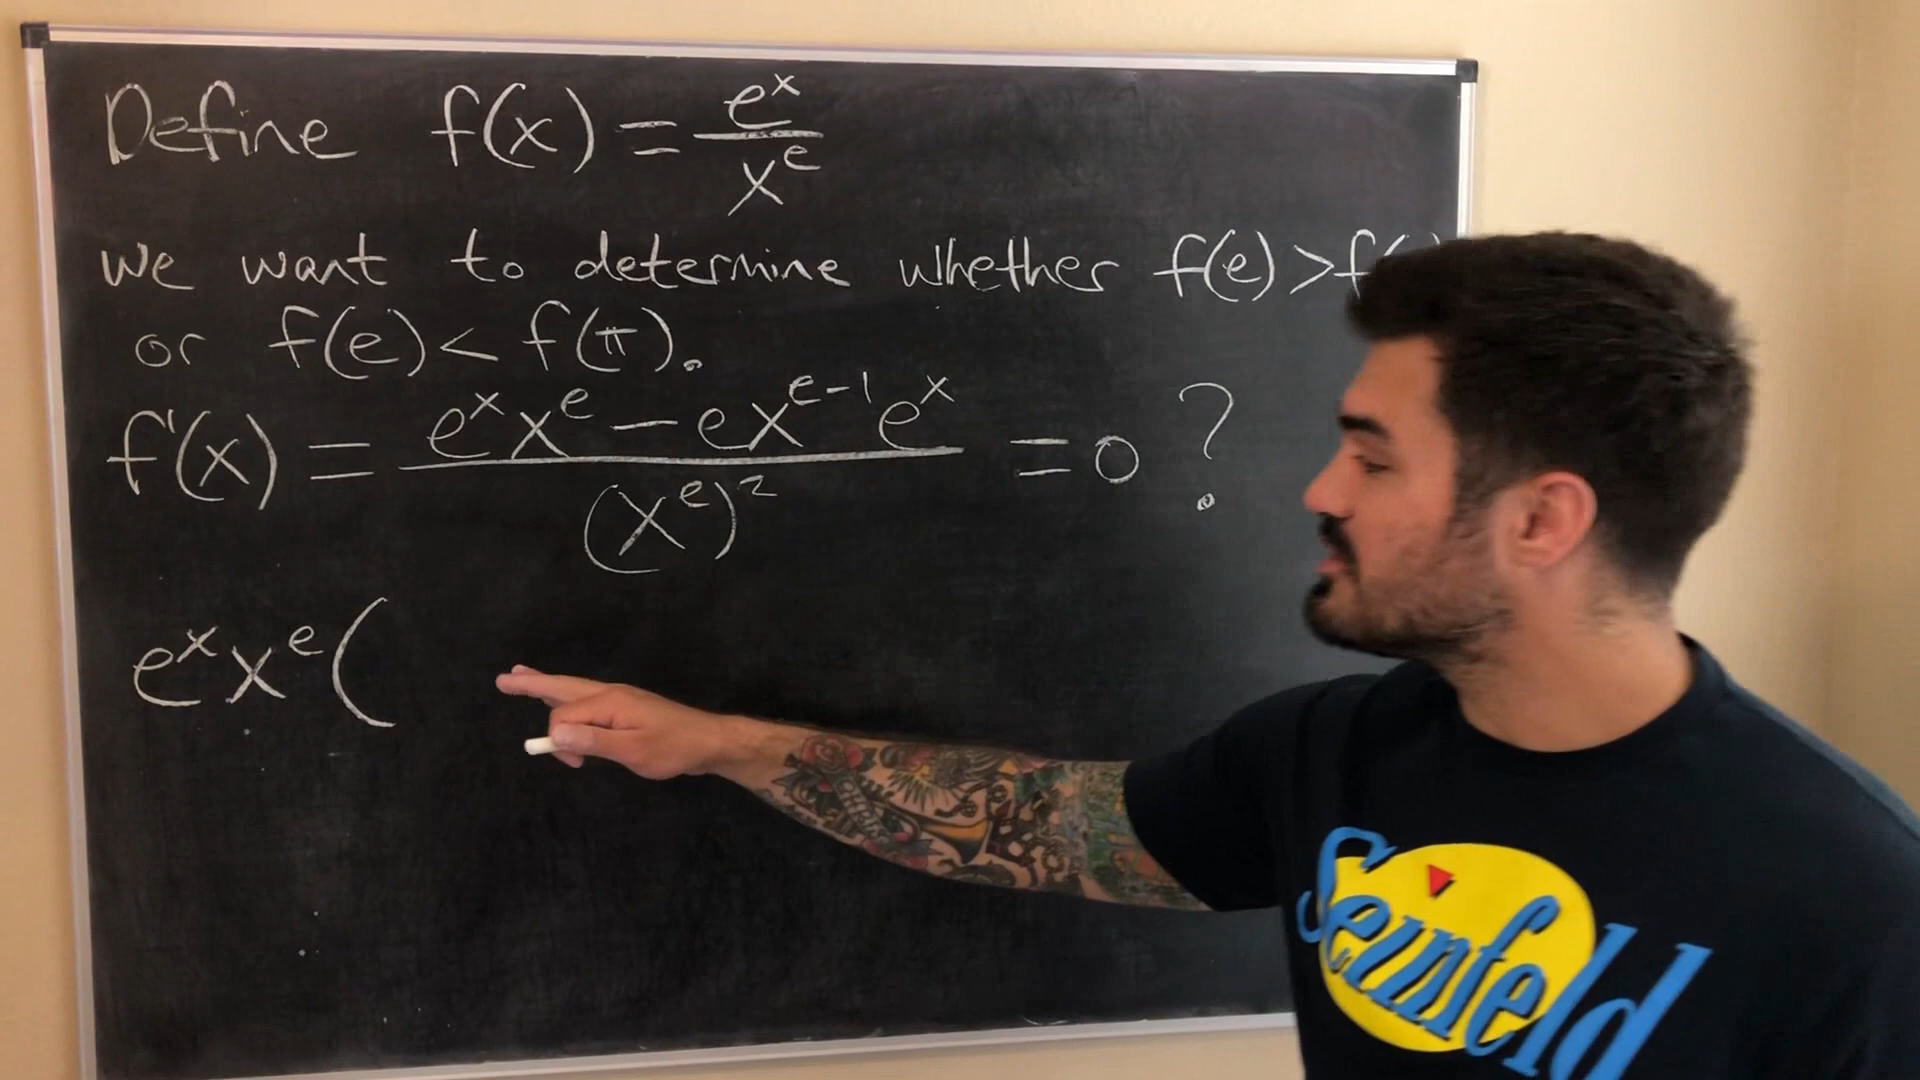 Define f(x) = e^x / x^e
we want to determine whether f(e) > f(
or f(e) < f(π).
f'(x) = (e^x x^e − e x^(e−1) e^x) / (x^e)^2 = 0 ?
e^x x^e (
Seinfeld